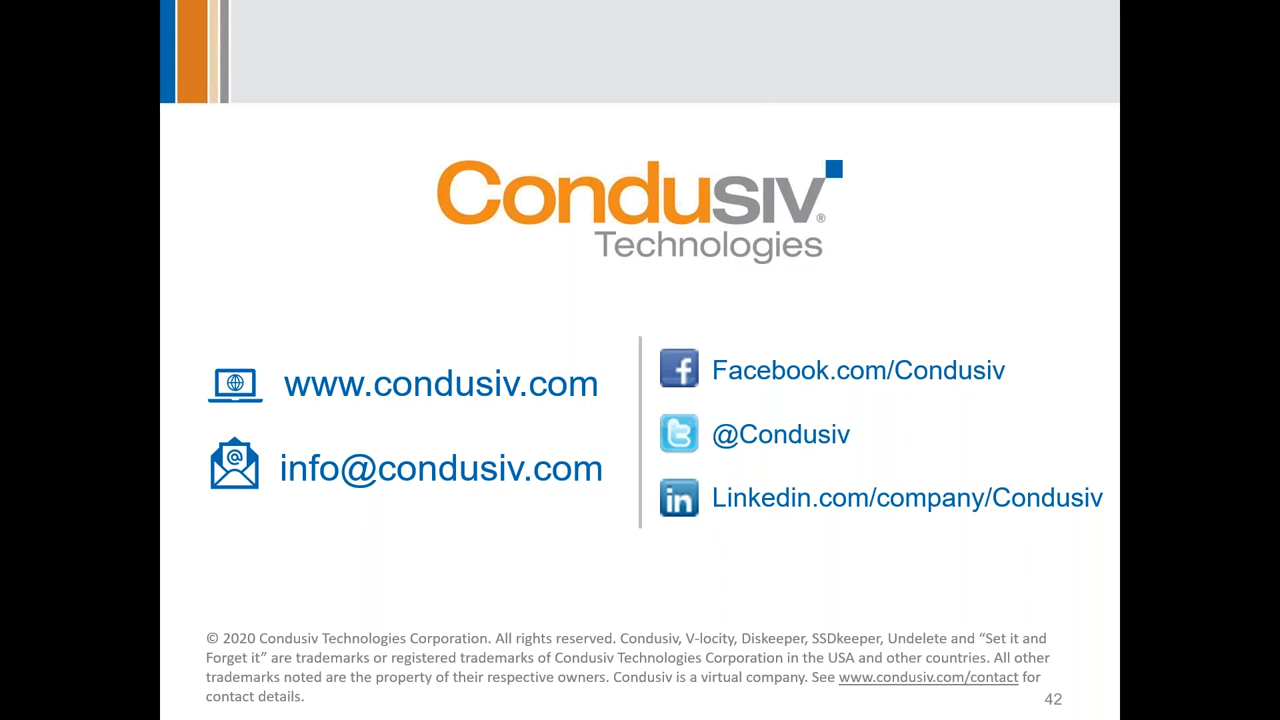 Condusiv®
Technologies
www.condusiv.com
info@condusiv.com
Facebook.com/Condusiv
@Condusiv
Linkedin.com/company/Condusiv
© 2020 Condusiv Technologies Corporation. All rights reserved. Condusiv, V-locity, Diskeeper, SSDkeeper, Undelete and “Set it and
Forget it” are trademarks or registered trademarks of Condusiv Technologies Corporation in the USA and other countries. All other
trademarks noted are the property of their respective owners. Condusiv is a virtual company. See www.condusiv.com/contact for
contact details.
42